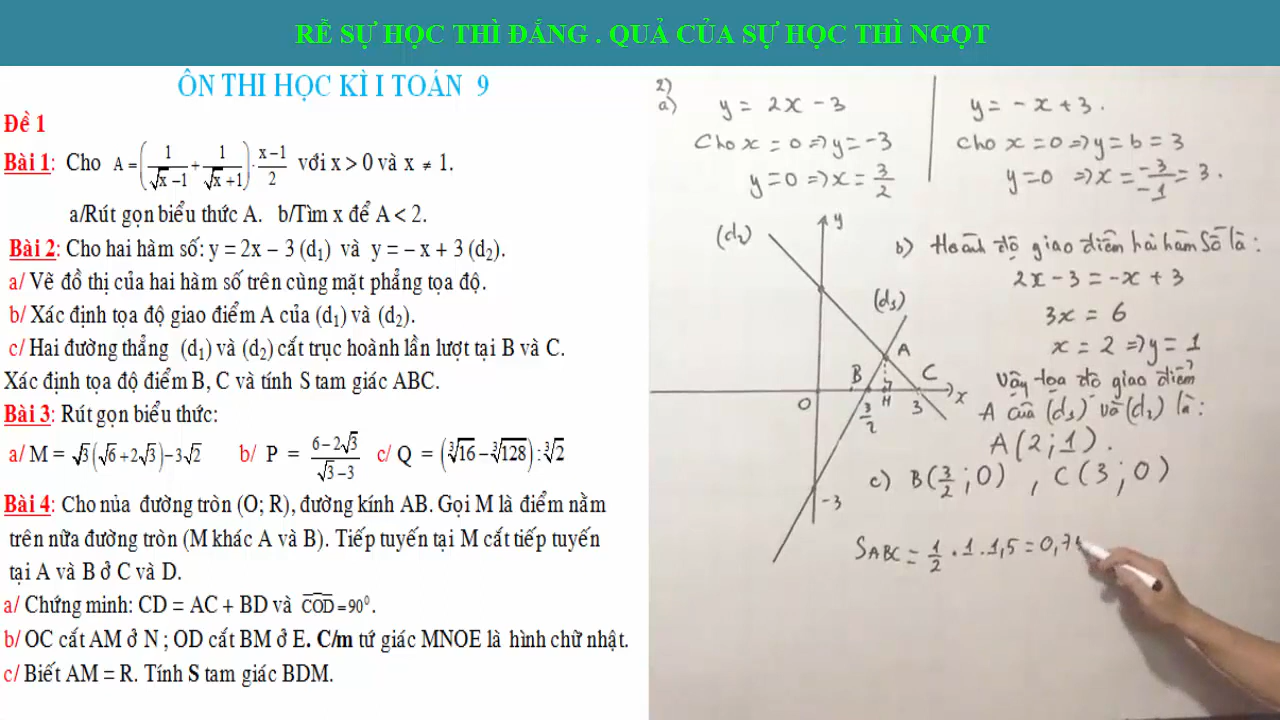 RỄ SỰ HỌC THÌ ĐẮNG . QUẢ CỦA SỰ HỌC THÌ NGỌT
ÔN THI HỌC KÌ I TOÁN 9
Đề 1
Bài 1: Cho A = (1/(√x −1) + 1/(√x +1)) · (x−1)/2 với x > 0 và x ≠ 1.
a/Rút gọn biểu thức A. b/Tìm x để A < 2.
Bài 2: Cho hai hàm số: y = 2x – 3 (d₁) và y = – x + 3 (d₂).
a/ Vẽ đồ thị của hai hàm số trên cùng mặt phẳng tọa độ.
b/ Xác định tọa độ giao điểm A của (d₁) và (d₂).
c/ Hai đường thẳng (d₁) và (d₂) cắt trục hoành lần lượt tại B và C.
Xác định tọa độ điểm B, C và tính S tam giác ABC.
Bài 3: Rút gọn biểu thức:
a/ M = √3(√6 + 2√3) − 3√2 b/ P = (6−2√3)/(√3−3) c/ Q = (∛16 − ∛128) : ∛2
Bài 4: Cho nủa đường tròn (O; R), đường kính AB. Gọi M là điểm nằm
trên nữa đường tròn (M khác A và B). Tiếp tuyến tại M cắt tiếp tuyến
tại A và B ở C và D.
a/ Chứng minh: CD = AC + BD và COD = 90⁰.
b/ OC cắt AM ở N ; OD cắt BM ở E. C/m tứ giác MNOE là hình chữ nhật.
c/ Biết AM = R. Tính S tam giác BDM.
2)
a) y = 2x − 3
Cho x = 0 ⇒ y = −3
y = 0 ⇒ x = 3/2
y = − x + 3.
Cho x = 0 ⇒ y = b = 3
y = 0 ⇒ x = −3/−1 = 3.
(d₂)
y
(d₁)
A
B
C
O
3/2
H
3
x
−3
b) Hoành độ giao điểm hai hàm số là :
2x − 3 = −x + 3
3x = 6
x = 2 ⇒ y = 1
Vậy tọa độ giao điểm
A của (d₁) và (d₂) là :
A(2 ; 1).
c) B(3/2 ; 0) , C(3 ; 0)
SABC = 1/2 . 1 . 1,5 = 0,7